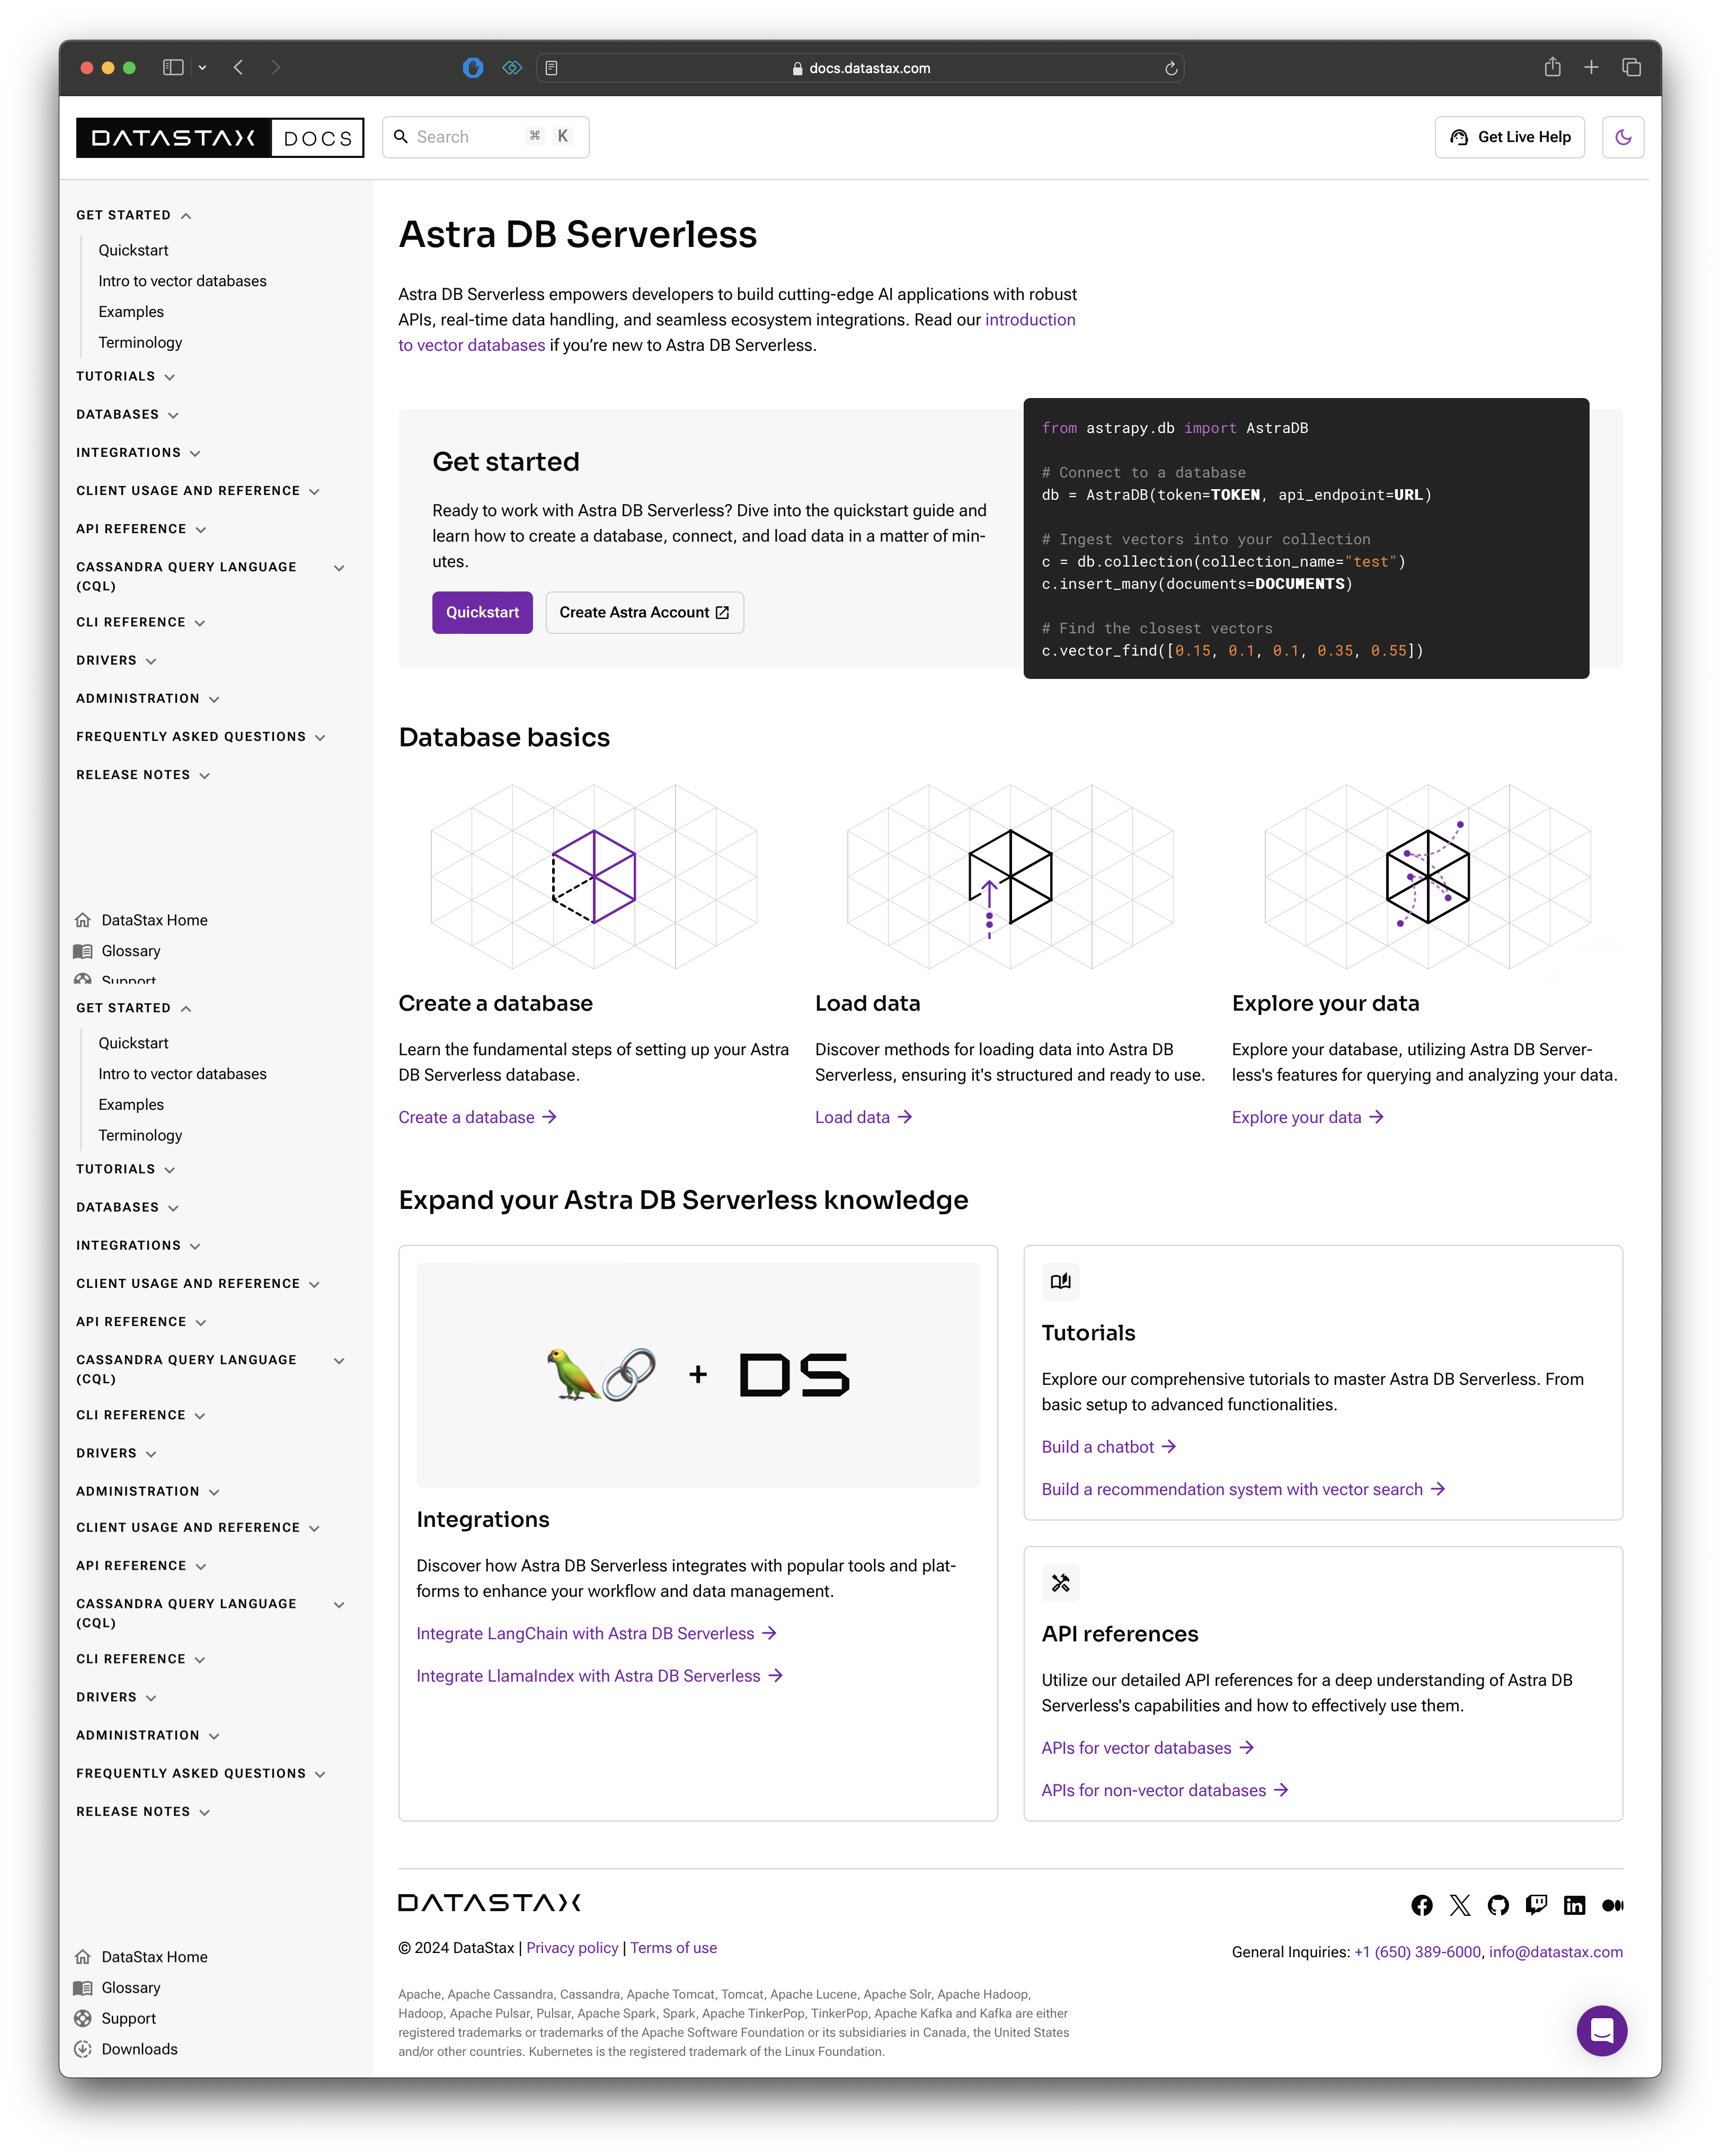 docs.datastax.com
DATASTAX DOCS
Search ⌘ K
Get Live Help
GET STARTED
Quickstart
Intro to vector databases
Examples
Terminology
TUTORIALS
DATABASES
INTEGRATIONS
CLIENT USAGE AND REFERENCE
API REFERENCE
CASSANDRA QUERY LANGUAGE
(CQL)
CLI REFERENCE
DRIVERS
ADMINISTRATION
FREQUENTLY ASKED QUESTIONS
RELEASE NOTES
DataStax Home
Glossary
Support
GET STARTED
Quickstart
Intro to vector databases
Examples
Terminology
TUTORIALS
DATABASES
INTEGRATIONS
CLIENT USAGE AND REFERENCE
API REFERENCE
CASSANDRA QUERY LANGUAGE
(CQL)
CLI REFERENCE
DRIVERS
ADMINISTRATION
CLIENT USAGE AND REFERENCE
API REFERENCE
CASSANDRA QUERY LANGUAGE
(CQL)
CLI REFERENCE
DRIVERS
ADMINISTRATION
FREQUENTLY ASKED QUESTIONS
RELEASE NOTES
DataStax Home
Glossary
Support
Downloads
Astra DB Serverless
Astra DB Serverless empowers developers to build cutting-edge AI applications with robust
APIs, real-time data handling, and seamless ecosystem integrations. Read our introduction
to vector databases if you’re new to Astra DB Serverless.
Get started
Ready to work with Astra DB Serverless? Dive into the quickstart guide and
learn how to create a database, connect, and load data in a matter of min-
utes.
Quickstart
Create Astra Account
from astrapy.db import AstraDB
# Connect to a database
db = AstraDB(token=TOKEN, api_endpoint=URL)
# Ingest vectors into your collection
c = db.collection(collection_name="test")
c.insert_many(documents=DOCUMENTS)
# Find the closest vectors
c.vector_find([0.15, 0.1, 0.1, 0.35, 0.55])
Database basics
Create a database
Learn the fundamental steps of setting up your Astra
DB Serverless database.
Create a database →
Load data
Discover methods for loading data into Astra DB
Serverless, ensuring it's structured and ready to use.
Load data →
Explore your data
Explore your database, utilizing Astra DB Server-
less's features for querying and analyzing your data.
Explore your data →
Expand your Astra DB Serverless knowledge
+ DS
Integrations
Discover how Astra DB Serverless integrates with popular tools and plat-
forms to enhance your workflow and data management.
Integrate LangChain with Astra DB Serverless →
Integrate LlamaIndex with Astra DB Serverless →
Tutorials
Explore our comprehensive tutorials to master Astra DB Serverless. From
basic setup to advanced functionalities.
Build a chatbot →
Build a recommendation system with vector search →
API references
Utilize our detailed API references for a deep understanding of Astra DB
Serverless's capabilities and how to effectively use them.
APIs for vector databases →
APIs for non-vector databases →
DATASTAX
© 2024 DataStax | Privacy policy | Terms of use
General Inquiries: +1 (650) 389-6000, info@datastax.com
Apache, Apache Cassandra, Cassandra, Apache Tomcat, Tomcat, Apache Lucene, Apache Solr, Apache Hadoop,
Hadoop, Apache Pulsar, Pulsar, Apache Spark, Spark, Apache TinkerPop, TinkerPop, Apache Kafka and Kafka are either
registered trademarks or trademarks of the Apache Software Foundation or its subsidiaries in Canada, the United States
and/or other countries. Kubernetes is the registered trademark of the Linux Foundation.